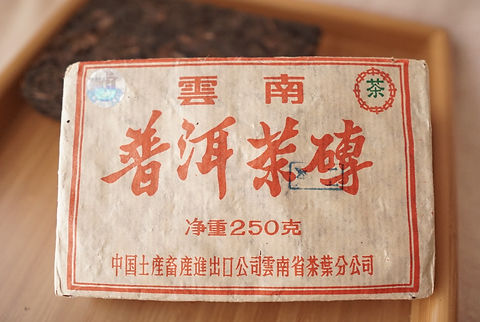 雲南
茶
普洱茶磚
净重250克
中国土産畜産進出口公司雲南省茶葉分公司